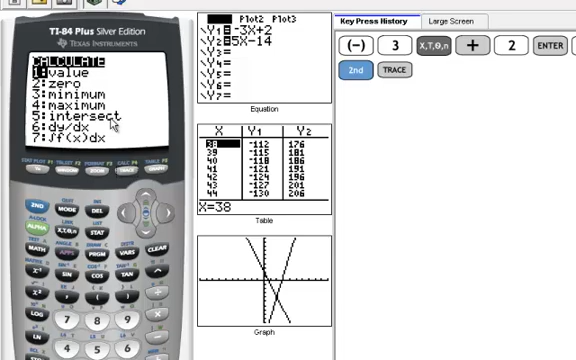 TI-84 Plus Silver Edition
TEXAS INSTRUMENTS
CALCULATE
1:value
2:zero
3:minimum
4:maximum
5:intersect
6:dy/dx
7:∫f(x)dx
2ND
MODE
DEL
A-LOCK
ALPHA
X,T,Θ,n
STAT
MATH
APPS
PRGM
VARS
CLEAR
SIN
COS
TAN
^
x²
,
(
)
÷
LOG
7
8
9
LN
4
5
6
Plot2 Plot3
\Y1=-3X+2
\Y2=5X-14
\Y3=
\Y4=
\Y5=
\Y6=
\Y7=
Equation
X Y1 Y2
38 -112 176
39 -115 181
40 -118 186
41 -121 191
42 -124 196
43 -127 201
44 -130 206
X=38
Table
Graph
Key Press History
Large Screen
(-) 3 X,T,Θ,n + 2 ENTER
2nd TRACE